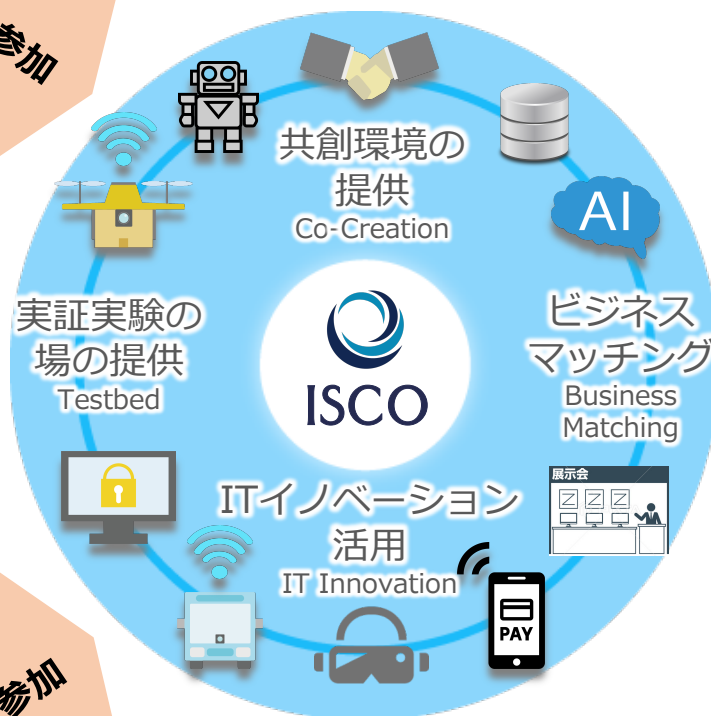 参加
共創環境の
提供
Co-Creation
AI
実証実験の
場の提供
Testbed
ISCO
ビジネス
マッチング
Business
Matching
展示会
ITイノベーション
活用
IT Innovation
PAY
参加